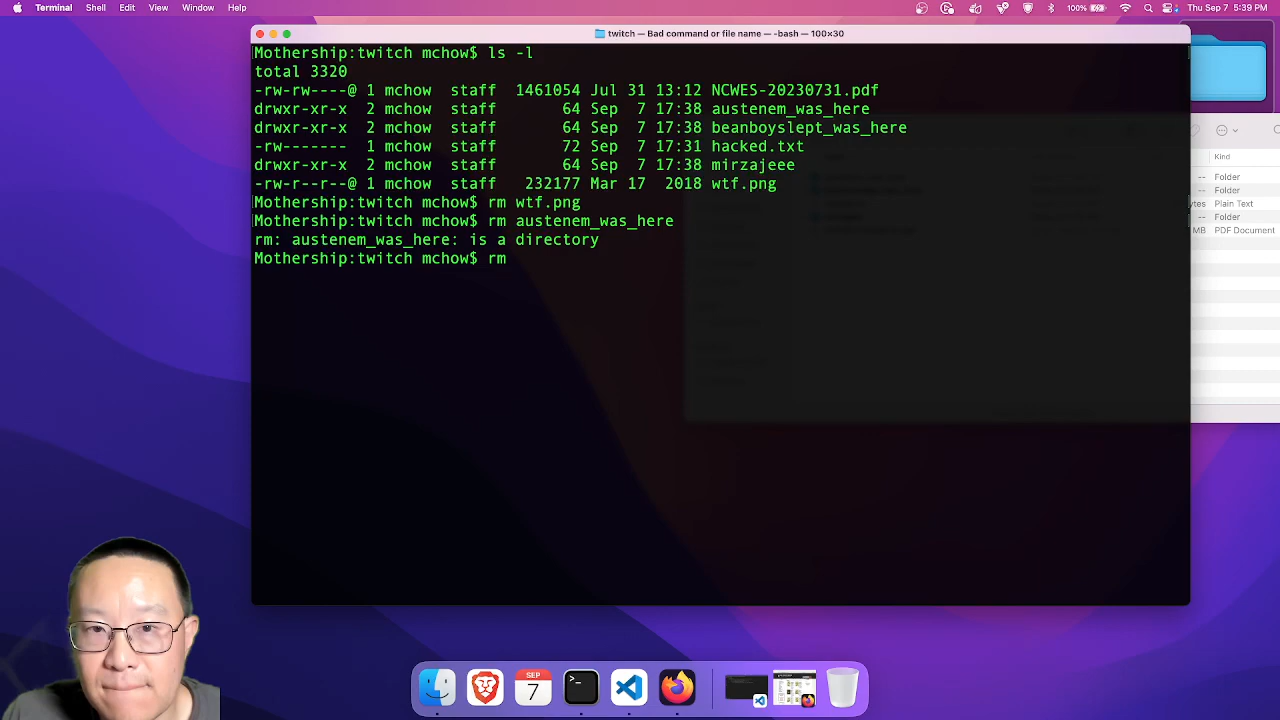 Terminal Shell Edit View Window Help 100% Thu Sep 7 5:39 PM
twitch — Bad command or file name — -bash — 100×30
Mothership:twitch mchow$ ls -l
total 3320
-rw-rw----@ 1 mchow staff 1461054 Jul 31 13:12 NCWES-20230731.pdf
drwxr-xr-x 2 mchow staff 64 Sep 7 17:38 austenem_was_here
drwxr-xr-x 2 mchow staff 64 Sep 7 17:38 beanboyslept_was_here
-rw------- 1 mchow staff 72 Sep 7 17:31 hacked.txt
drwxr-xr-x 2 mchow staff 64 Sep 7 17:38 mirzajeee
-rw-r--r--@ 1 mchow staff 232177 Mar 17 2018 wtf.png
Mothership:twitch mchow$ rm wtf.png
Mothership:twitch mchow$ rm austenem_was_here
rm: austenem_was_here: is a directory
Mothership:twitch mchow$ rm
Kind
-- Folder
-- Folder
Plain Text
-- Folder
MB PDF Document
SEP
7